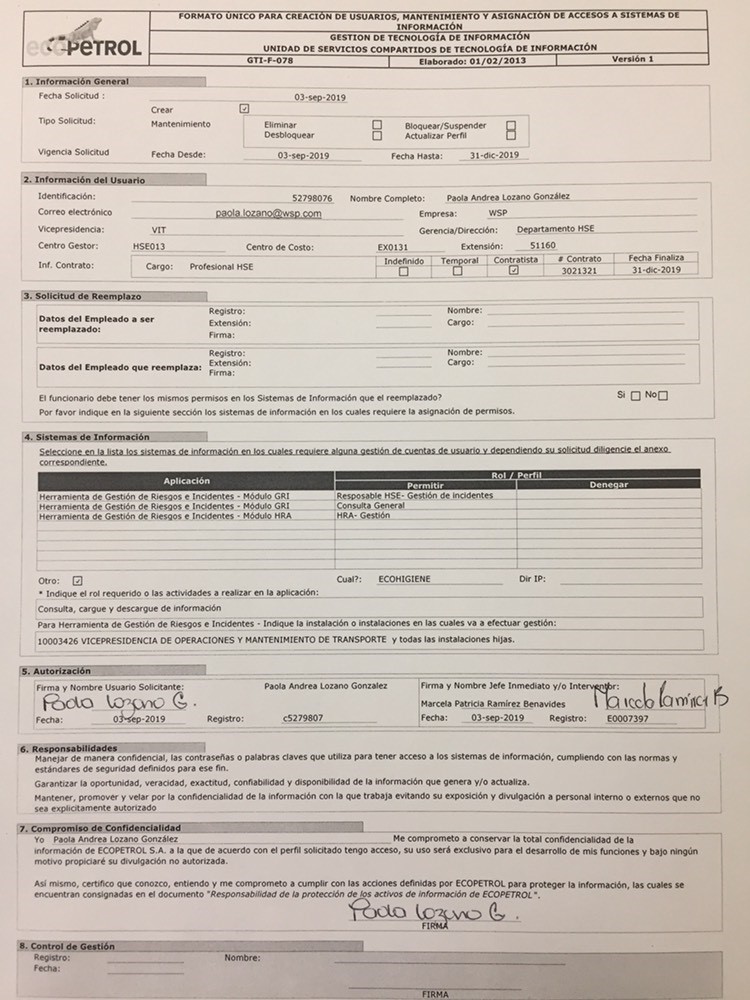 ecoPETROL
FORMATO ÚNICO PARA CREACIÓN DE USUARIOS, MANTENIMIENTO Y ASIGNACIÓN DE ACCESOS A SISTEMAS DE
INFORMACIÓN
GESTION DE TECNOLOGÍA DE INFORMACIÓN
UNIDAD DE SERVICIOS COMPARTIDOS DE TECNOLOGÍA DE INFORMACIÓN
GTI-F-078 Elaborado: 01/02/2013 Versión 1
1. Información General
Fecha Solicitud : 03-sep-2019
Crear
Tipo Solicitud: Mantenimiento Eliminar Bloquear/Suspender
Desbloquear Actualizar Perfil
Vigencia Solicitud Fecha Desde: 03-sep-2019 Fecha Hasta: 31-dic-2019
2. Información del Usuario
Identificación: 52798076 Nombre Completo: Paola Andrea Lozano González
Correo electrónico paola.lozano@wsp.com Empresa: WSP
Vicepresidencia: VIT Gerencia/Dirección: Departamento HSE
Centro Gestor: HSE013 Centro de Costo: EX0131 Extensión: 51160
Inf. Contrato: Cargo: Profesional HSE Indefinido Temporal Contratista # Contrato Fecha Finaliza
3021321 31-dic-2019
3. Solicitud de Reemplazo
Datos del Empleado a ser reemplazado: Registro: Nombre:
Extensión: Cargo:
Firma:
Datos del Empleado que reemplaza: Registro: Nombre:
Extensión: Cargo:
Firma:
El funcionario debe tener los mismos permisos en los Sistemas de Información que el reemplazado? Si No
Por favor indique en la siguiente sección los sistemas de información en los cuales requiere la asignación de permisos.
4. Sistemas de Información
Seleccione en la lista los sistemas de información en los cuales requiere alguna gestión de cuentas de usuario y dependiendo su solicitud diligencie el anexo
correspondiente.
Aplicación Rol / Perfil
Permitir Denegar
Herramienta de Gestión de Riesgos e Incidentes - Módulo GRI Resposable HSE- Gestión de incidentes
Herramienta de Gestión de Riesgos e Incidentes - Módulo GRI Consulta General
Herramienta de Gestión de Riesgos e Incidentes - Módulo HRA HRA- Gestión
Otro: Cual?: ECOHIGIENE Dir IP:
* Indique el rol requerido o las actividades a realizar en la aplicación:
Consulta, cargue y descargue de información
Para Herramienta de Gestión de Riesgos e Incidentes - Indique la instalación o instalaciones en las cuales va a efectuar gestión:
10003426 VICEPRESIDENCIA DE OPERACIONES Y MANTENIMIENTO DE TRANSPORTE y todas las instalaciones hijas.
5. Autorización
Firma y Nombre Usuario Solicitante: Paola Andrea Lozano Gonzalez Firma y Nombre Jefe Inmediato y/o Interventor:
Paola Lozano G. Marcela Patricia Ramírez Benavides Marcela Ramírez B
Fecha: 03-sep-2019 Registro: c5279807 Fecha: 03-sep-2019 Registro: E0007397
6. Responsabilidades
Manejar de manera confidencial, las contraseñas o palabras claves que utiliza para tener acceso a los sistemas de información, cumpliendo con las normas y
estándares de seguridad definidos para ese fin.
Garantizar la oportunidad, veracidad, exactitud, confiabilidad y disponibilidad de la información que genera y/o actualiza.
Mantener, promover y velar por la confidencialidad de la información con la que trabaja evitando su exposición y divulgación a personal interno o externos que no
sea explicitamente autorizado
7. Compromiso de Confidencialidad
Yo Paola Andrea Lozano González Me comprometo a conservar la total confidencialidad de la
información de ECOPETROL S.A. a la que de acuerdo con el perfil solicitado tengo acceso, su uso será exclusivo para el desarrollo de mis funciones y bajo ningún
motivo propiciaré su divulgación no autorizada.
Así mismo, certifico que conozco, entiendo y me comprometo a cumplir con las acciones definidas por ECOPETROL para proteger la información, las cuales se
encuentran consignadas en el documento "Responsabilidad de la protección de los activos de información de ECOPETROL".
Paola Lozano G.
FIRMA
8. Control de Gestión
Registro: Nombre:
Fecha:
FIRMA